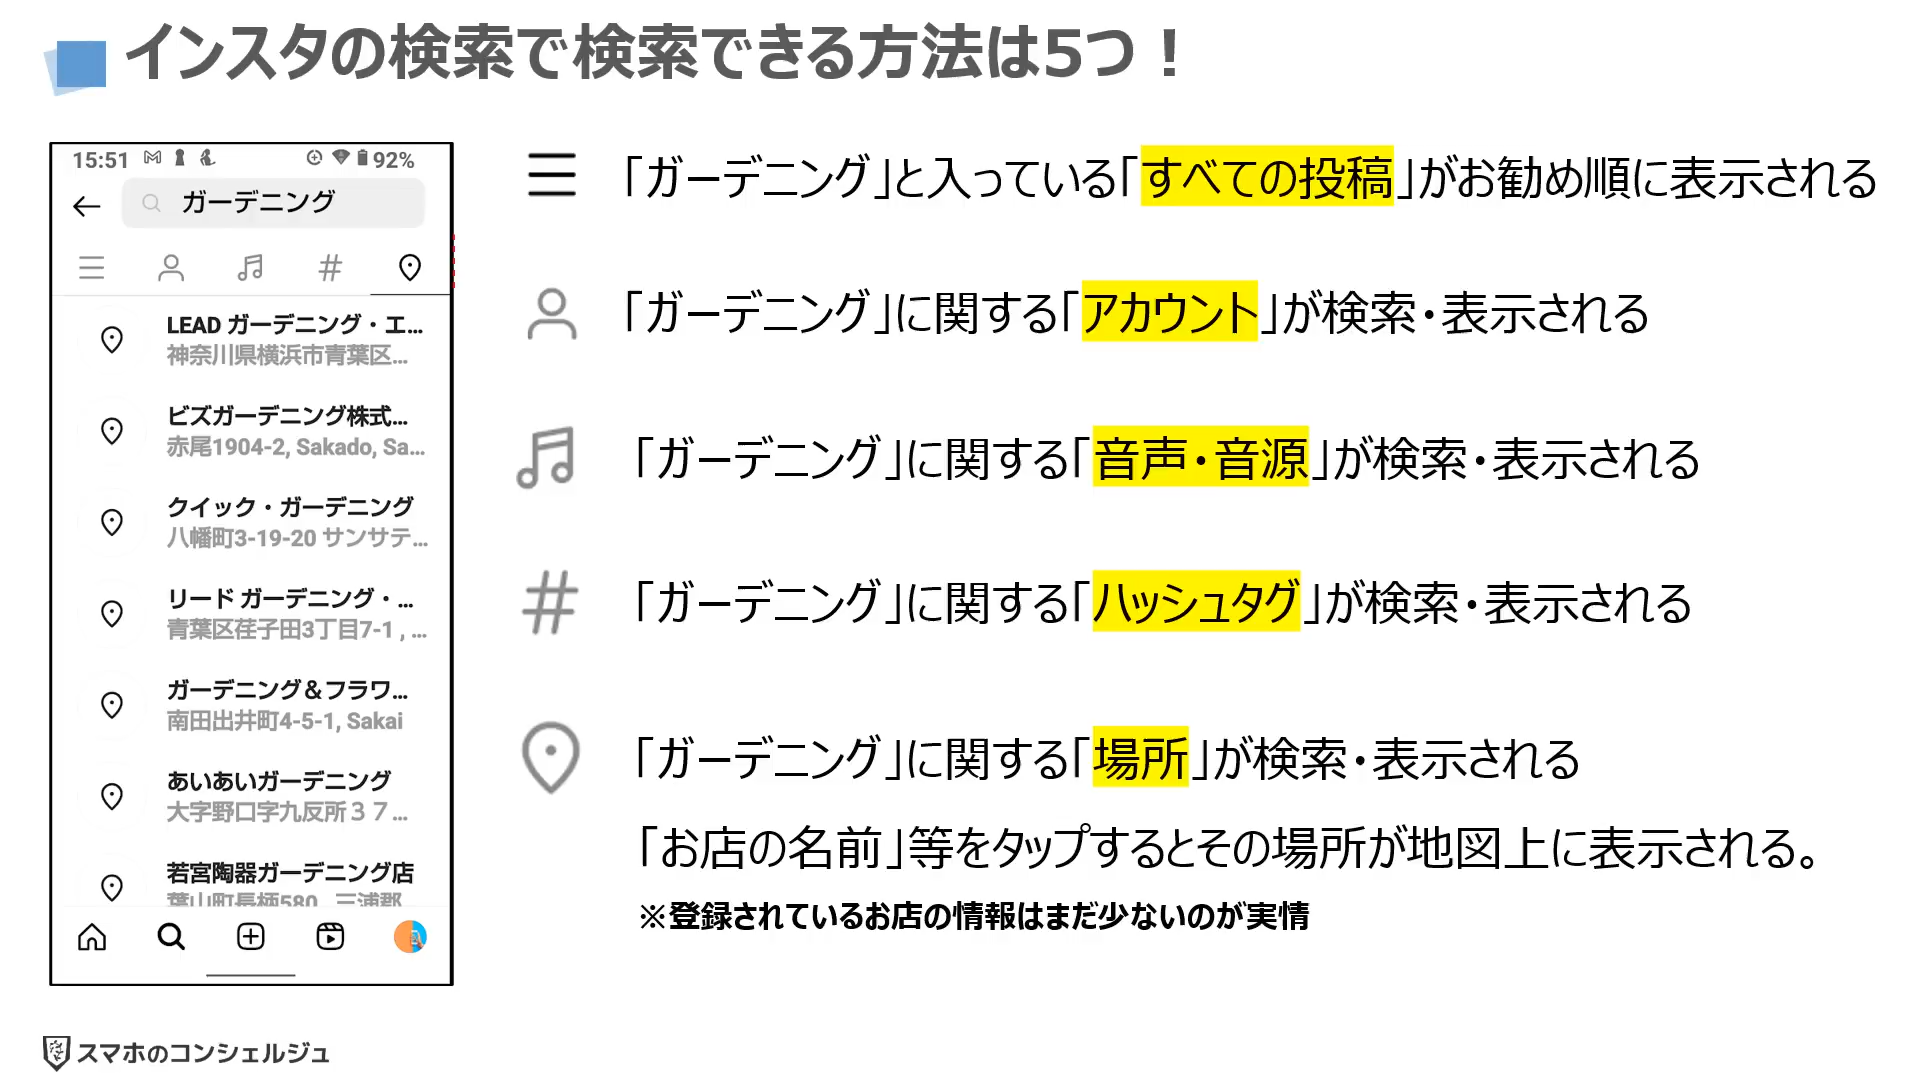 インスタの検索で検索できる方法は5つ！
15:51 92%
ガーデニング
LEAD ガーデニング・エ...
神奈川県横浜市青葉区...
ビズガーデニング株式...
赤尾1904-2, Sakado, Sa...
クイック・ガーデニング
八幡町3-19-20 サンサテ...
リード ガーデニング・...
青葉区荏子田3丁目7-1 , ...
ガーデニング＆フラワ...
南田出井町4-5-1, Sakai
あいあいガーデニング
大字野口字九反所３７...
若宮陶器ガーデニング店
葉山町長柄580 , 三浦郡
「ガーデニング」と入っている「すべての投稿」がお勧め順に表示される
「ガーデニング」に関する「アカウント」が検索・表示される
「ガーデニング」に関する「音声・音源」が検索・表示される
#「ガーデニング」に関する「ハッシュタグ」が検索・表示される
「ガーデニング」に関する「場所」が検索・表示される
「お店の名前」等をタップするとその場所が地図上に表示される。
※登録されているお店の情報はまだ少ないのが実情
スマホのコンシェルジュ